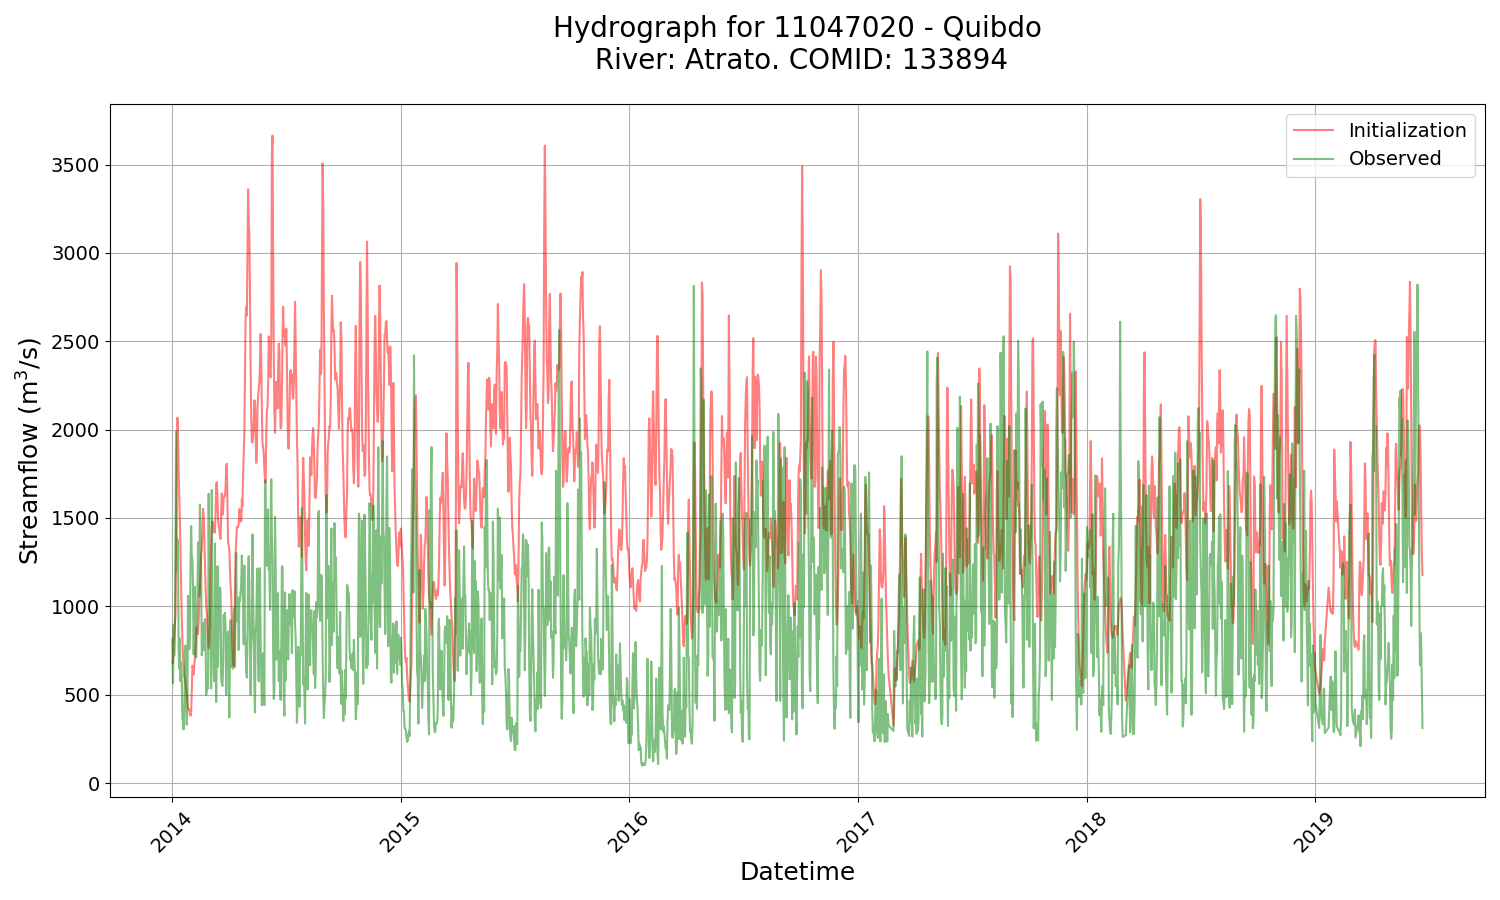 Hydrograph for 11047020 - Quibdo
River: Atrato. COMID: 133894
Initialization
Observed
Streamflow (m³/s)
3500
3000
2500
2000
1500
1000
500
0
2014
2015
2016
2017
2018
2019
Datetime